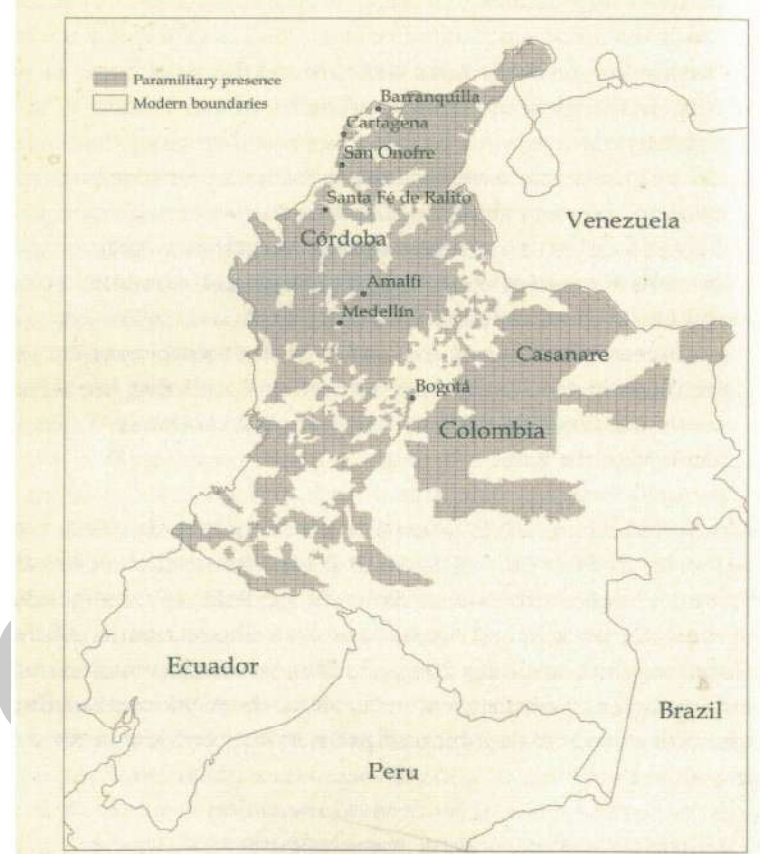 Paramilitary presence
Modern boundaries
Barranquilla
Cartagena
San Onofre
Santa Fé de Ralito
Córdoba
Venezuela
Amalfi
Medellín
Casanare
Bogotá
Colombia
Ecuador
Brazil
Peru